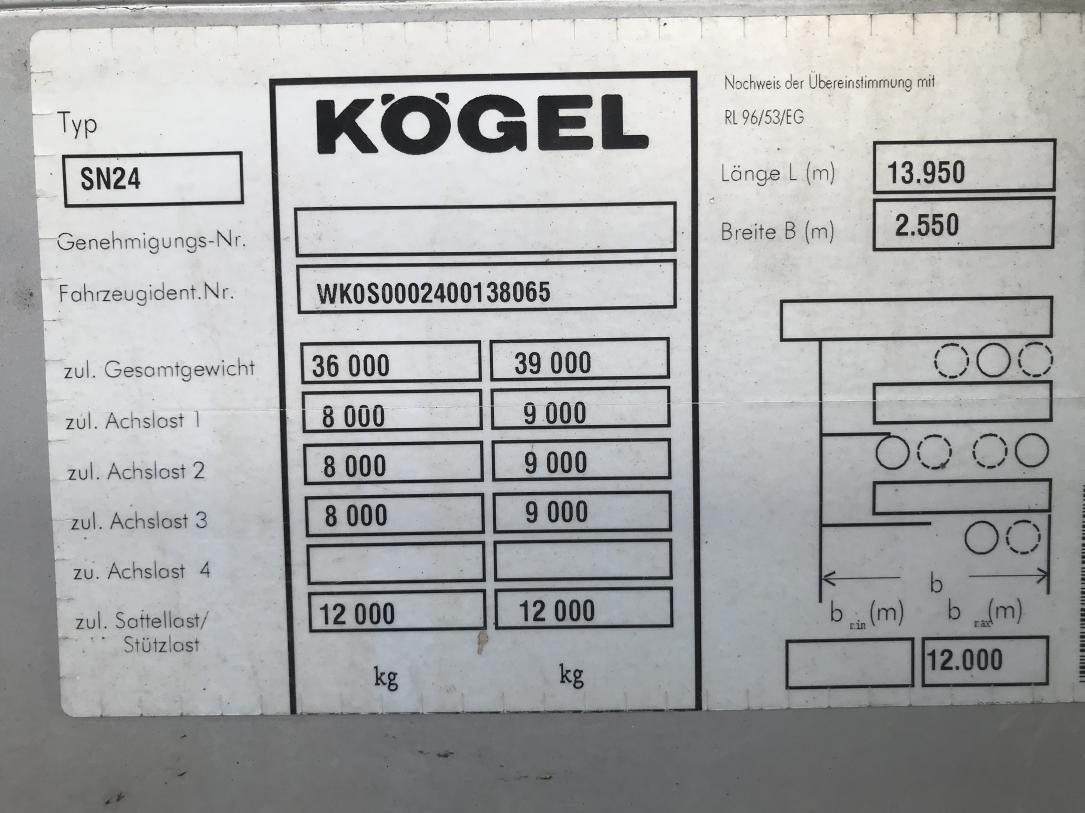 KÖGEL
Typ
SN24
Genehmigungs-Nr.
Fahrzeugident.Nr. WK0S0002400138065
zul. Gesamtgewicht 36 000 39 000
zul. Achslast 1 8 000 9 000
zul. Achslast 2 8 000 9 000
zul. Achslast 3 8 000 9 000
zu. Achslast 4
zul. Sattellast/ 12 000 12 000
Stützlast
kg kg
Nochweis der Übereinstimmung mit
RL 96/53/EG
Länge L (m) 13.950
Breite B (m) 2.550
b
b min (m) b max (m)
12.000